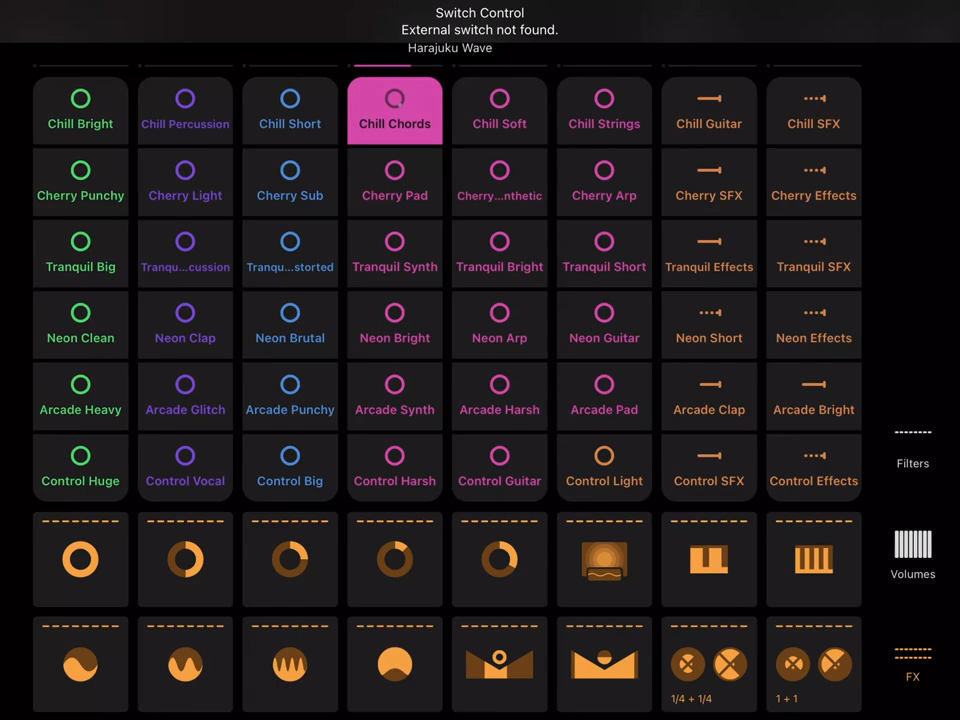 Switch Control
External switch not found.
Harajuku Wave
Chill Bright
Chill Percussion
Chill Short
Chill Chords
Chill Soft
Chill Strings
Chill Guitar
Chill SFX
Cherry Punchy
Cherry Light
Cherry Sub
Cherry Pad
Cherry...nthetic
Cherry Arp
Cherry SFX
Cherry Effects
Tranquil Big
Tranqu...cussion
Tranqu...storted
Tranquil Synth
Tranquil Bright
Tranquil Short
Tranquil Effects
Tranquil SFX
Neon Clean
Neon Clap
Neon Brutal
Neon Bright
Neon Arp
Neon Guitar
Neon Short
Neon Effects
Arcade Heavy
Arcade Glitch
Arcade Punchy
Arcade Synth
Arcade Harsh
Arcade Pad
Arcade Clap
Arcade Bright
Control Huge
Control Vocal
Control Big
Control Harsh
Control Guitar
Control Light
Control SFX
Control Effects
Filters
Volumes
1/4 + 1/4
1 + 1
FX